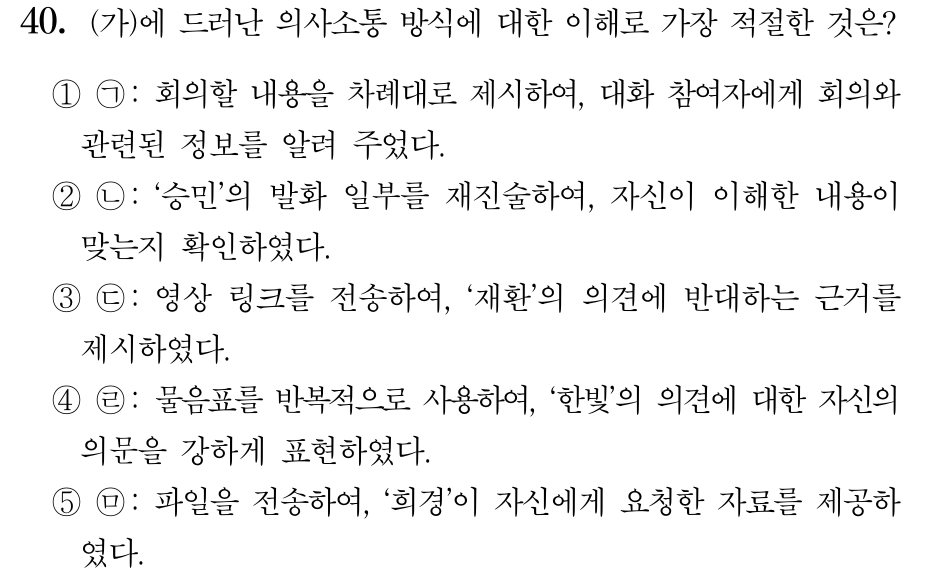 40. (가)에 드러난 의사소통 방식에 대한 이해로 가장 적절한 것은?
① ㉠: 회의할 내용을 차례대로 제시하여, 대화 참여자에게 회의와
관련된 정보를 알려 주었다.
② ㉡: ‘승민’의 발화 일부를 재진술하여, 자신이 이해한 내용이
맞는지 확인하였다.
③ ㉢: 영상 링크를 전송하여, ‘재환’의 의견에 반대하는 근거를
제시하였다.
④ ㉣: 물음표를 반복적으로 사용하여, ‘한빛’의 의견에 대한 자신의
의문을 강하게 표현하였다.
⑤ ㉤: 파일을 전송하여, ‘희경’이 자신에게 요청한 자료를 제공하
였다.